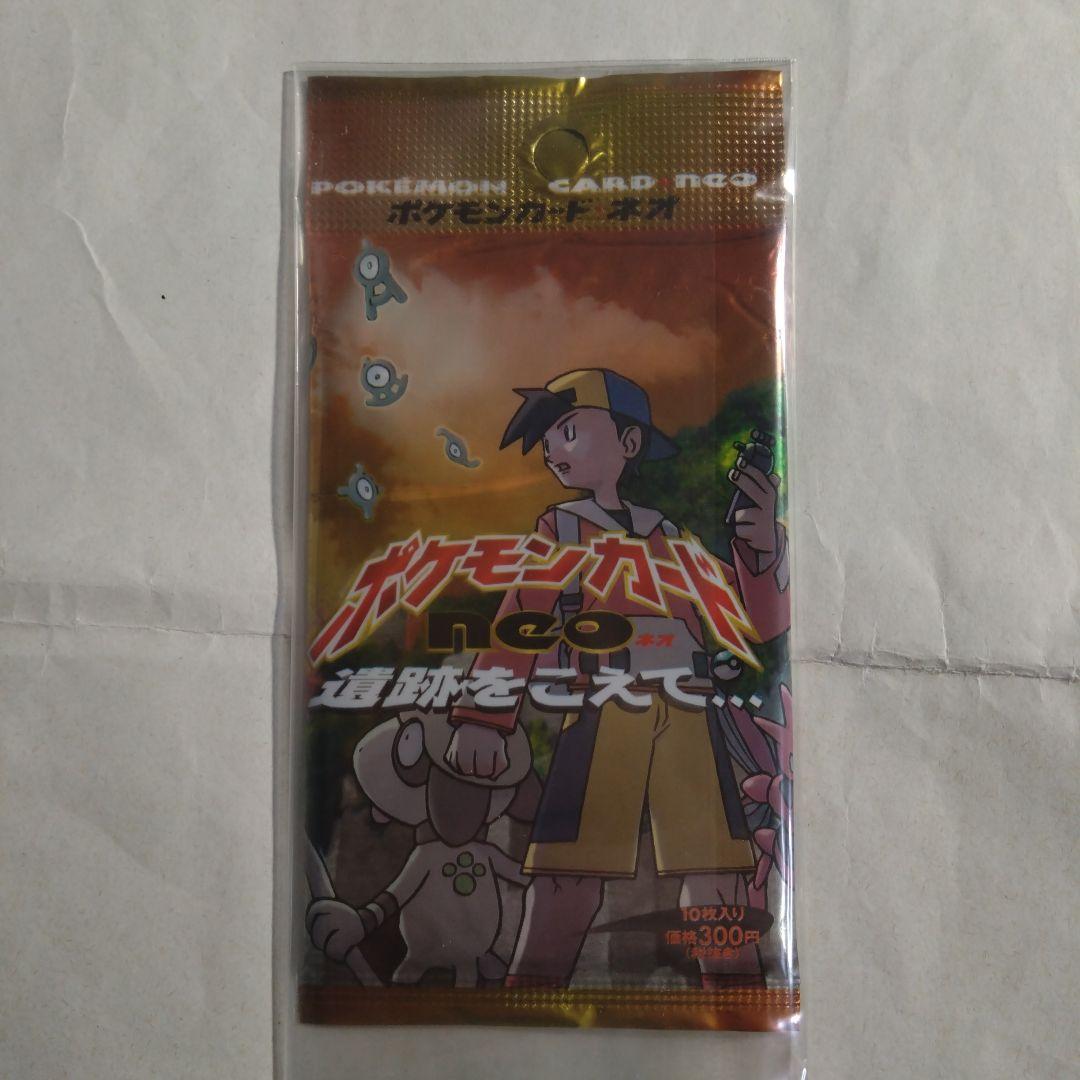 POKÉMON CARD neo
ポケモンカード ネオ
ポケモンカード
neo ネオ
遺跡をこえて...
10枚入り
価格300円